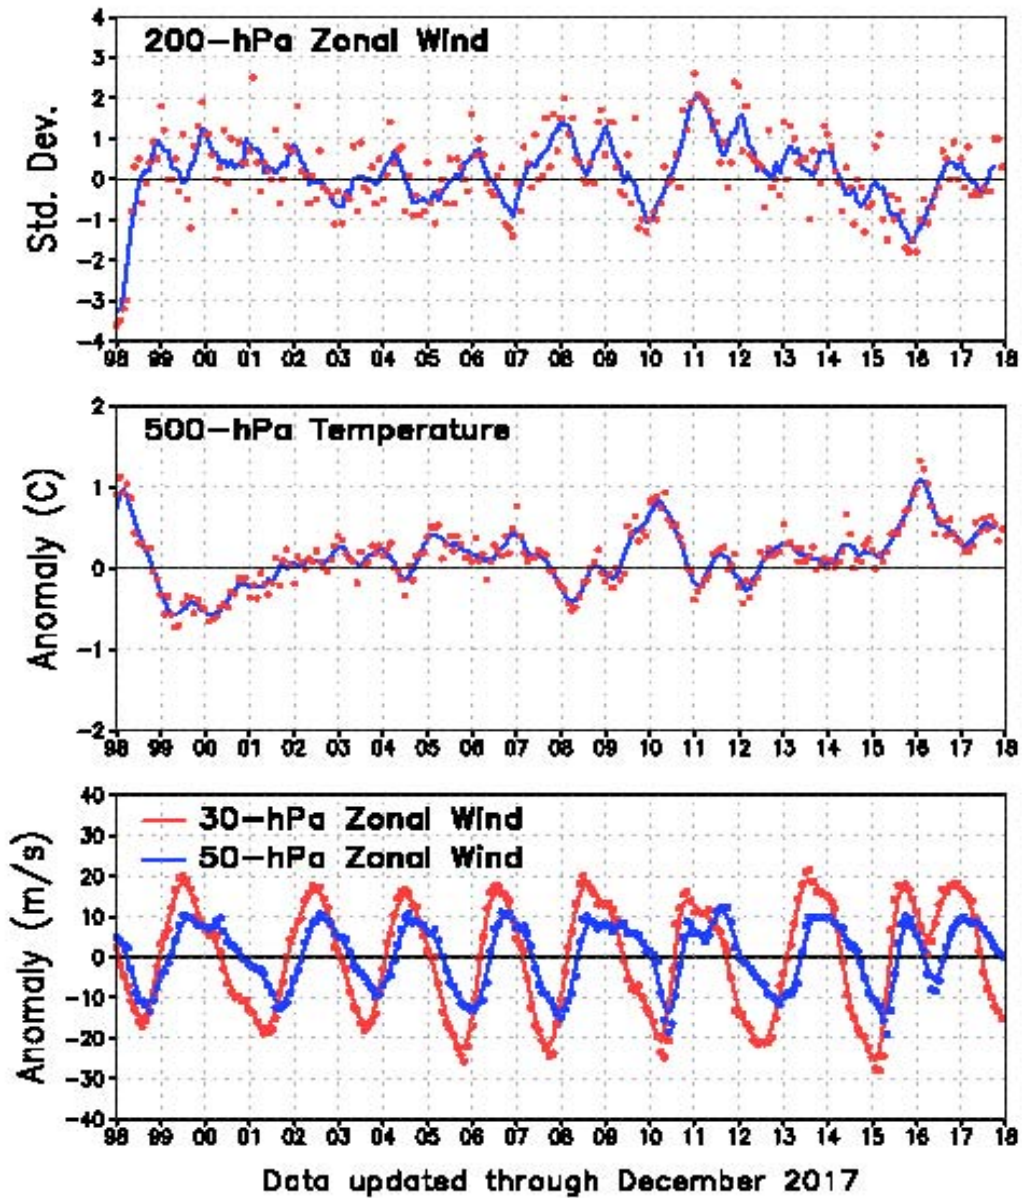 200-hPa Zonal Wind
Std. Dev.
4
3
2
1
0
-1
-2
-3
-4
98 99 00 01 02 03 04 05 06 07 08 09 10 11 12 13 14 15 16 17 18
500-hPa Temperature
Anomaly (C)
2
1
0
-1
-2
98 99 00 01 02 03 04 05 06 07 08 09 10 11 12 13 14 15 16 17 18
30-hPa Zonal Wind
50-hPa Zonal Wind
Anomaly (m/s)
40
30
20
10
0
-10
-20
-30
-40
98 99 00 01 02 03 04 05 06 07 08 09 10 11 12 13 14 15 16 17 18
Data updated through December 2017